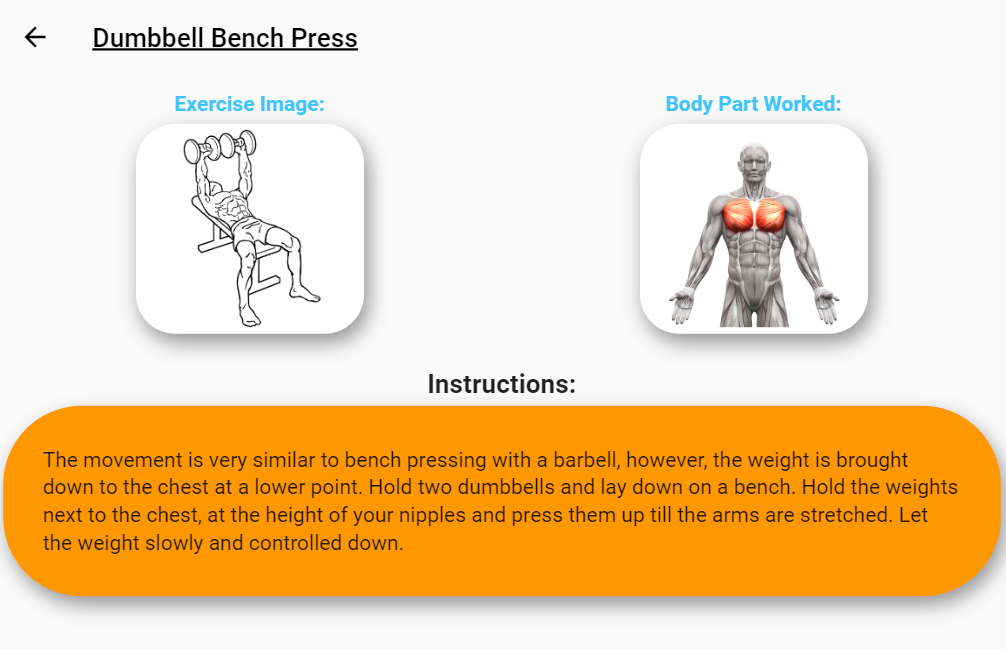 Dumbbell Bench Press
Exercise Image:
Body Part Worked:
Instructions:
The movement is very similar to bench pressing with a barbell, however, the weight is brought
down to the chest at a lower point. Hold two dumbbells and lay down on a bench. Hold the weights
next to the chest, at the height of your nipples and press them up till the arms are stretched. Let
the weight slowly and controlled down.